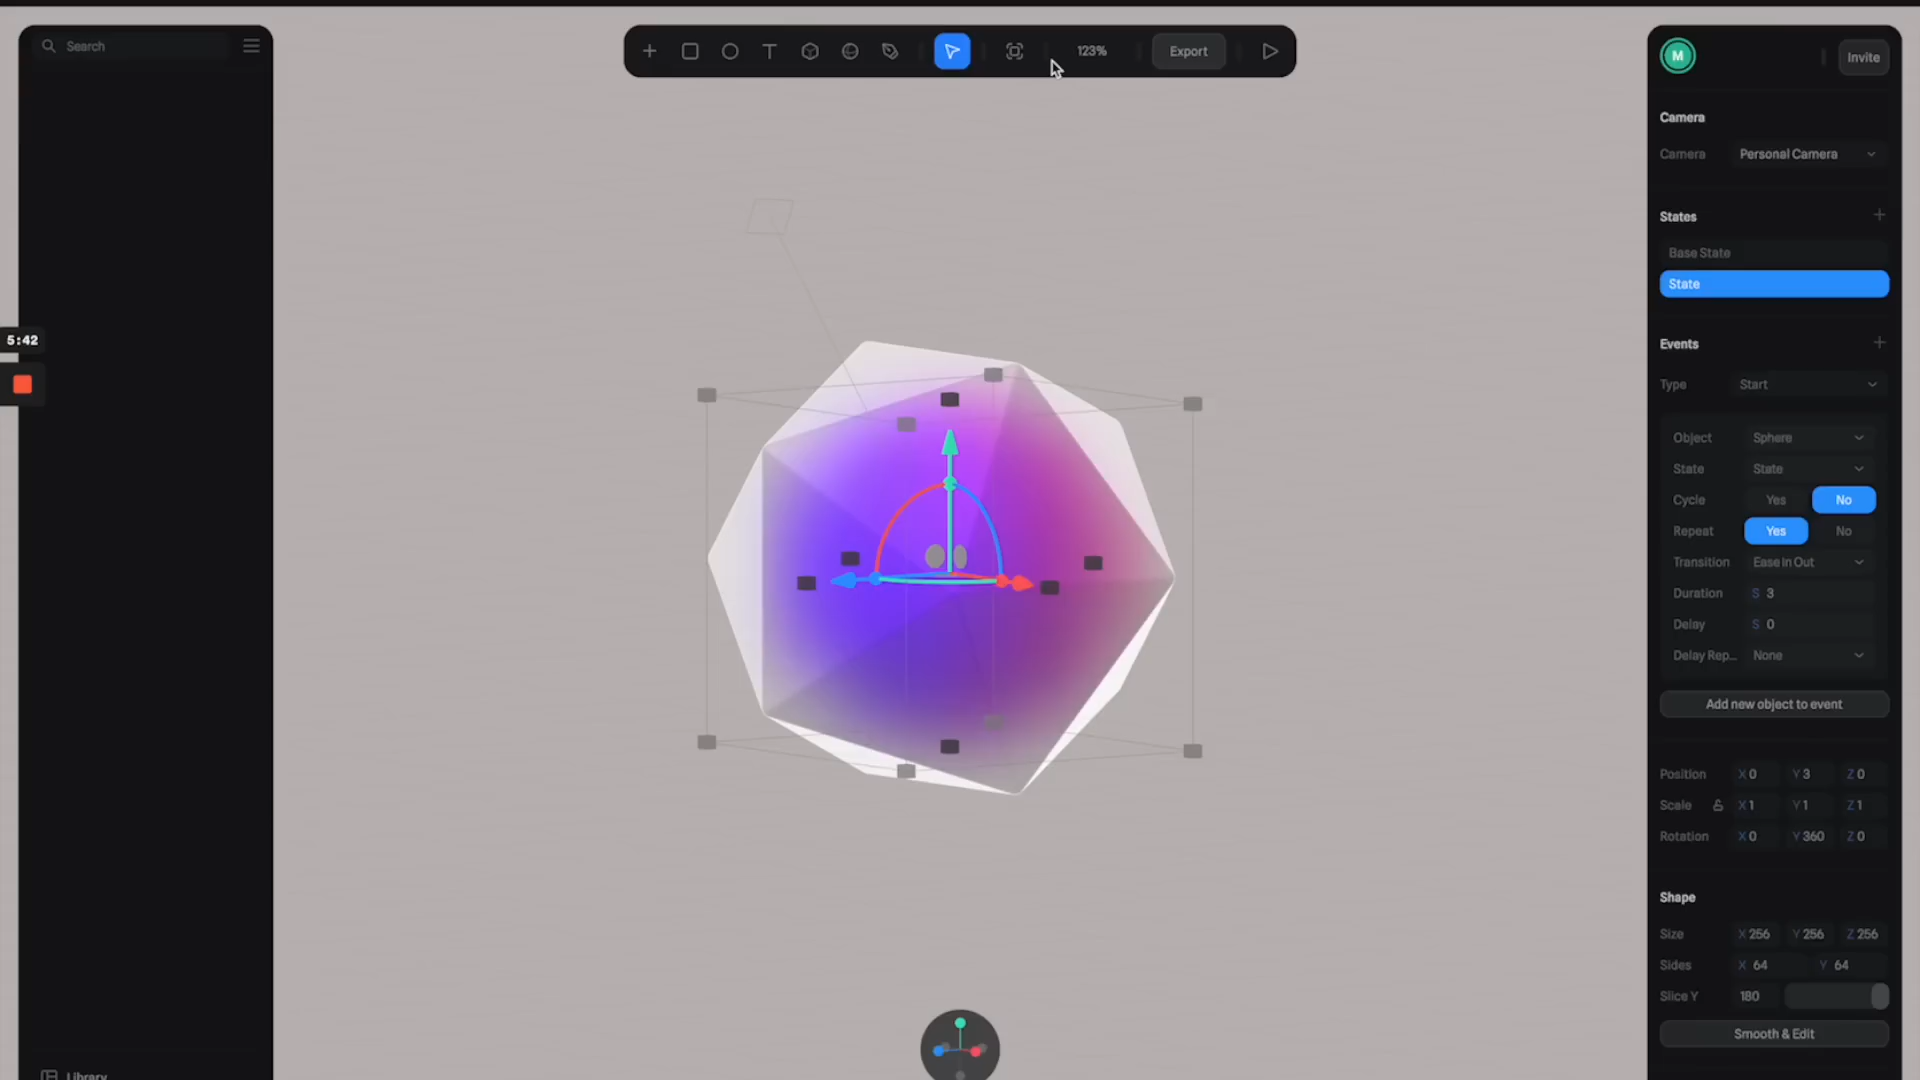 Search
123%
Export
M
Invite
Camera
Camera Personal Camera
States
Base State
State
5:42
Events
Type Start
Object Sphere
State State
Cycle Yes No
Repeat Yes No
Transition Ease In Out
Duration S 3
Delay S 0
Delay Rep... None
Add new object to event
Position X 0 Y 3 Z 0
Scale X 1 Y 1 Z 1
Rotation X 0 Y 360 Z 0
Shape
Size X 256 Y 256 Z 256
Sides X 64 Y 64
Slice Y 180
Smooth & Edit
Library